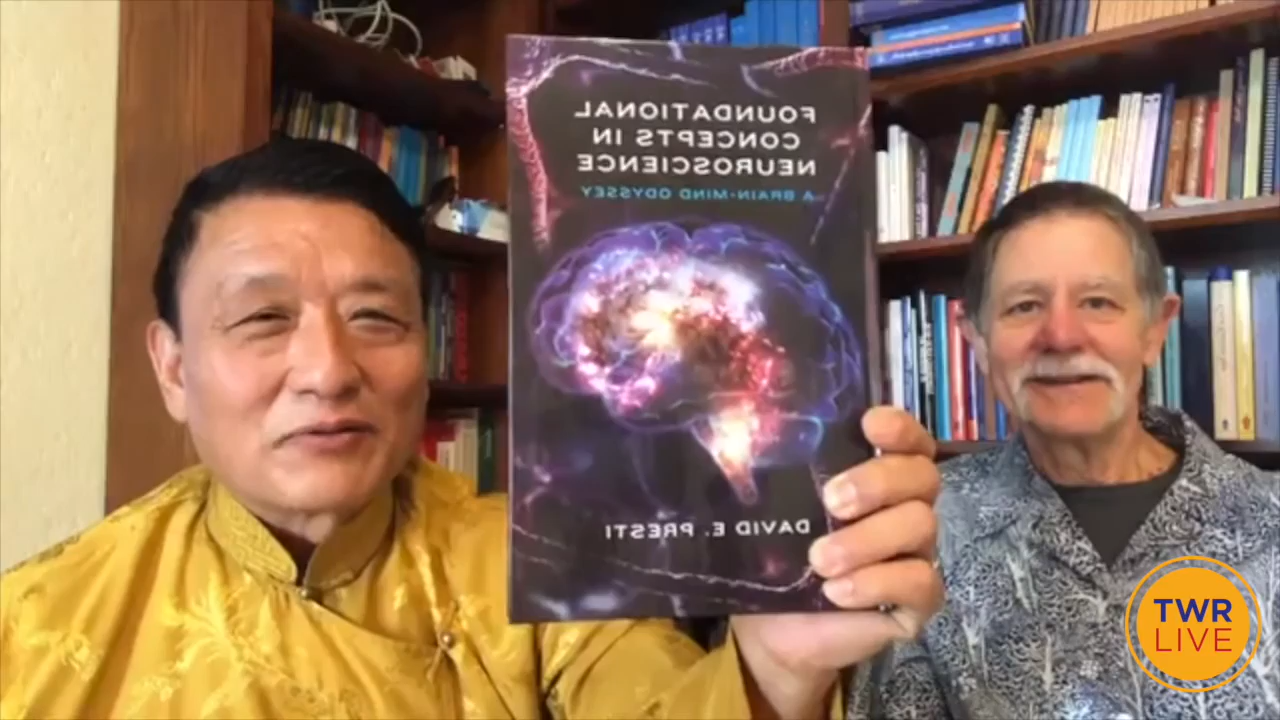 FOUNDATIONAL
CONCEPTS IN
NEUROSCIENCE
A BRAIN-MIND ODYSSEY
DAVID E. PRESTI
TWR
LIVE